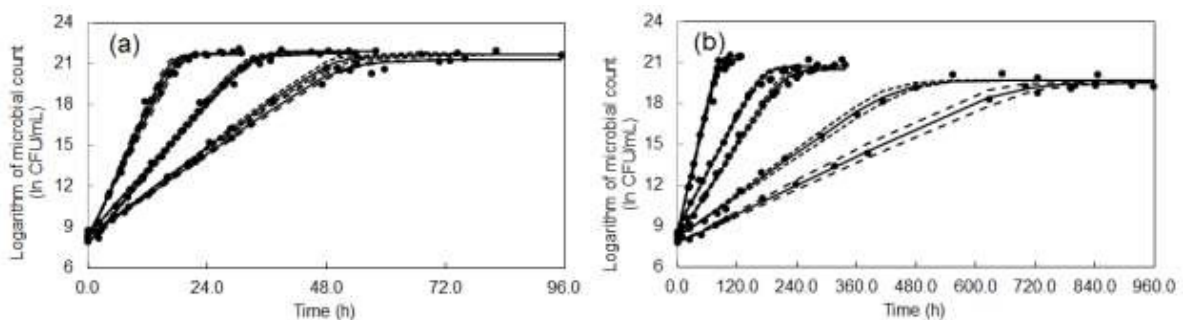 (a)
24
21
18
15
12
9
6
Logarithm of microbial count
(ln CFU/mL)
0.0 24.0 48.0 72.0 96.0
Time (h)
(b)
24
21
18
15
12
9
6
Logarithm of microbial count
(ln CFU/mL)
0.0 120.0 240.0 360.0 480.0 600.0 720.0 840.0 960.0
Time (h)